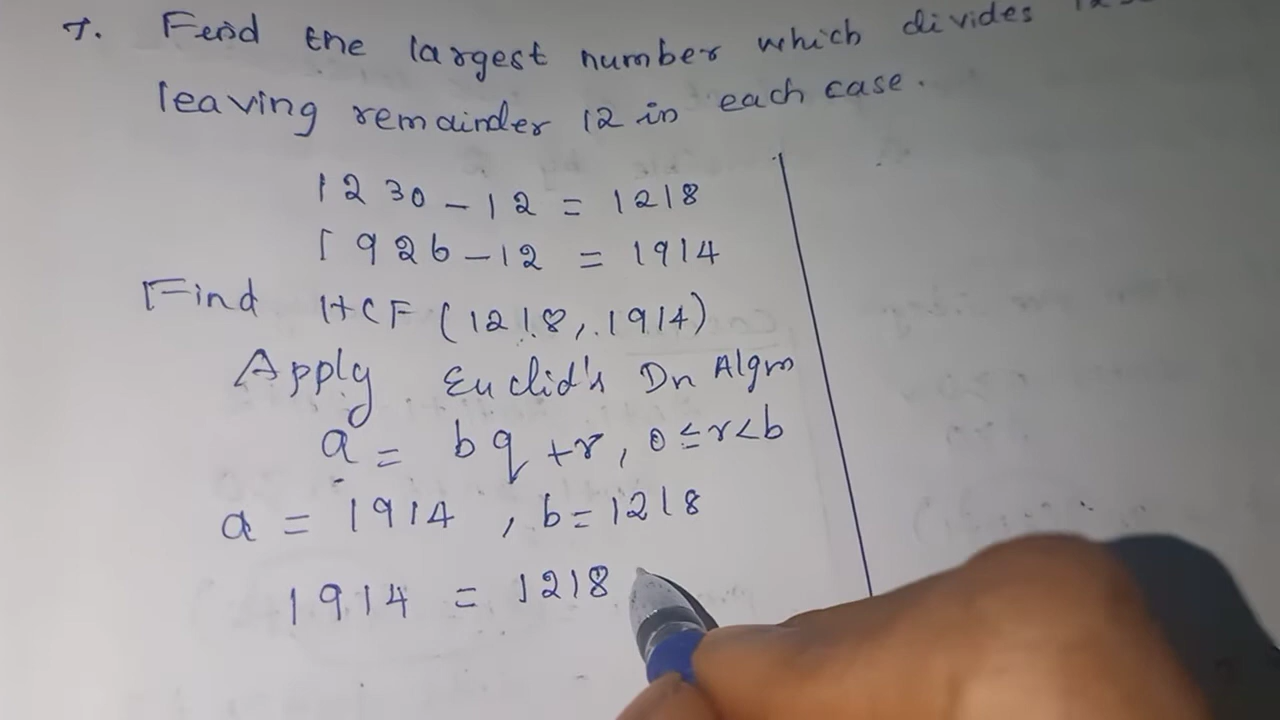 7. Find the largest number which divides
leaving remainder 12 in each case.
1230 - 12 = 1218
1926 - 12 = 1914
Find HCF (1218, 1914)
Apply Euclid's Dn Algm
a = bq + r, 0 ≤ r < b
a = 1914, b = 1218
1914 = 1218